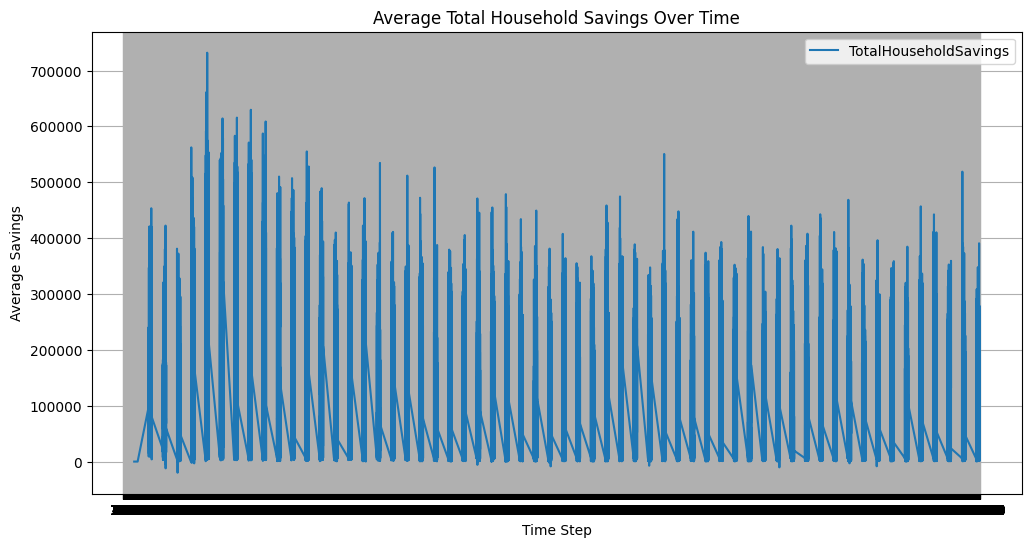 Average Total Household Savings Over Time
TotalHouseholdSavings
700000
600000
500000
400000
300000
200000
100000
0
Average Savings
Time Step